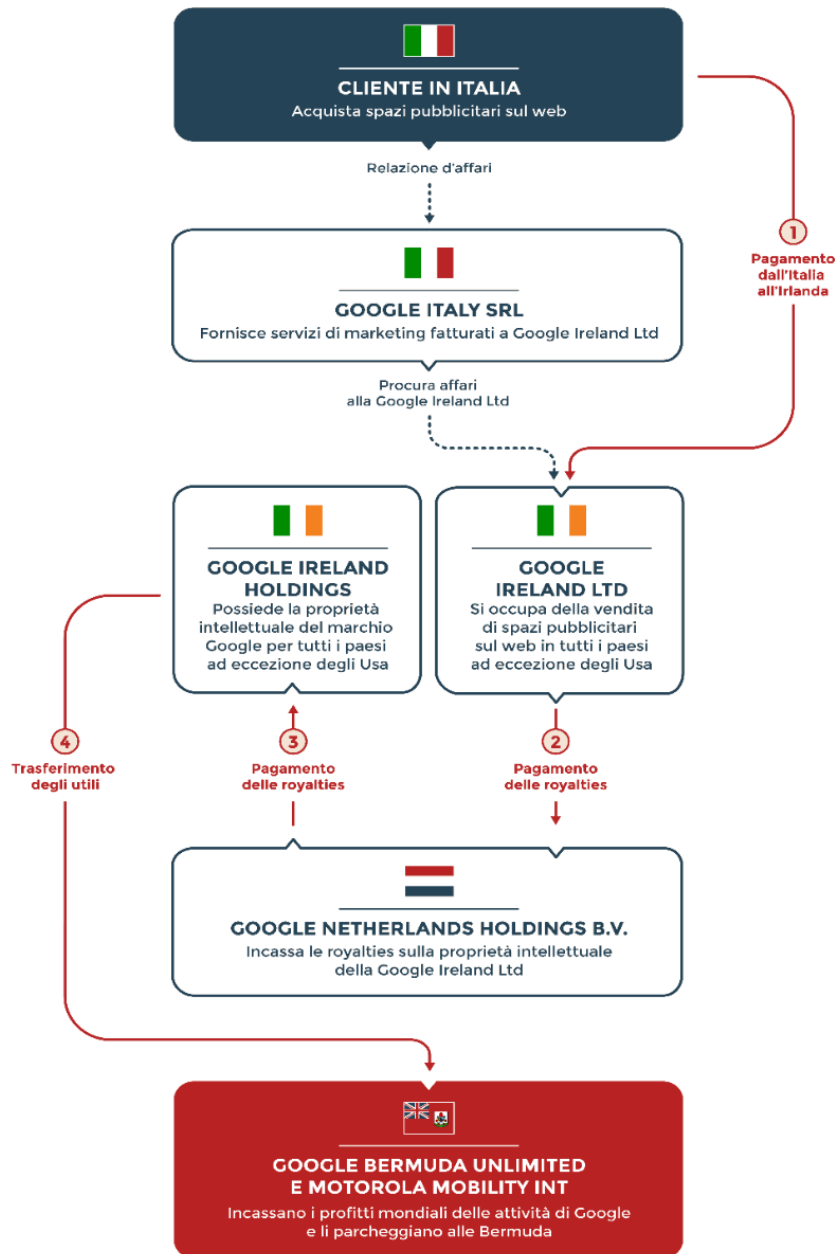 CLIENTE IN ITALIA
Acquista spazi pubblicitari sul web
Relazione d'affari
1
Pagamento
dall'Italia
all'Irlanda
GOOGLE ITALY SRL
Fornisce servizi di marketing fatturati a Google Ireland Ltd
Procura affari
alla Google Ireland Ltd
GOOGLE IRELAND
HOLDINGS
Possiede la proprietà
intellettuale del marchio
Google per tutti i paesi
ad eccezione degli Usa
GOOGLE
IRELAND LTD
Si occupa della vendita
di spazi pubblicitari
sul web in tutti i paesi
ad eccezione degli Usa
4
Trasferimento
degli utili
3
Pagamento
delle royalties
2
Pagamento
delle royalties
GOOGLE NETHERLANDS HOLDINGS B.V.
Incassa le royalties sulla proprietà intellettuale
della Google Ireland Ltd
GOOGLE BERMUDA UNLIMITED
E MOTOROLA MOBILITY INT
Incassano i profitti mondiali delle attività di Google
e li parcheggiano alle Bermuda